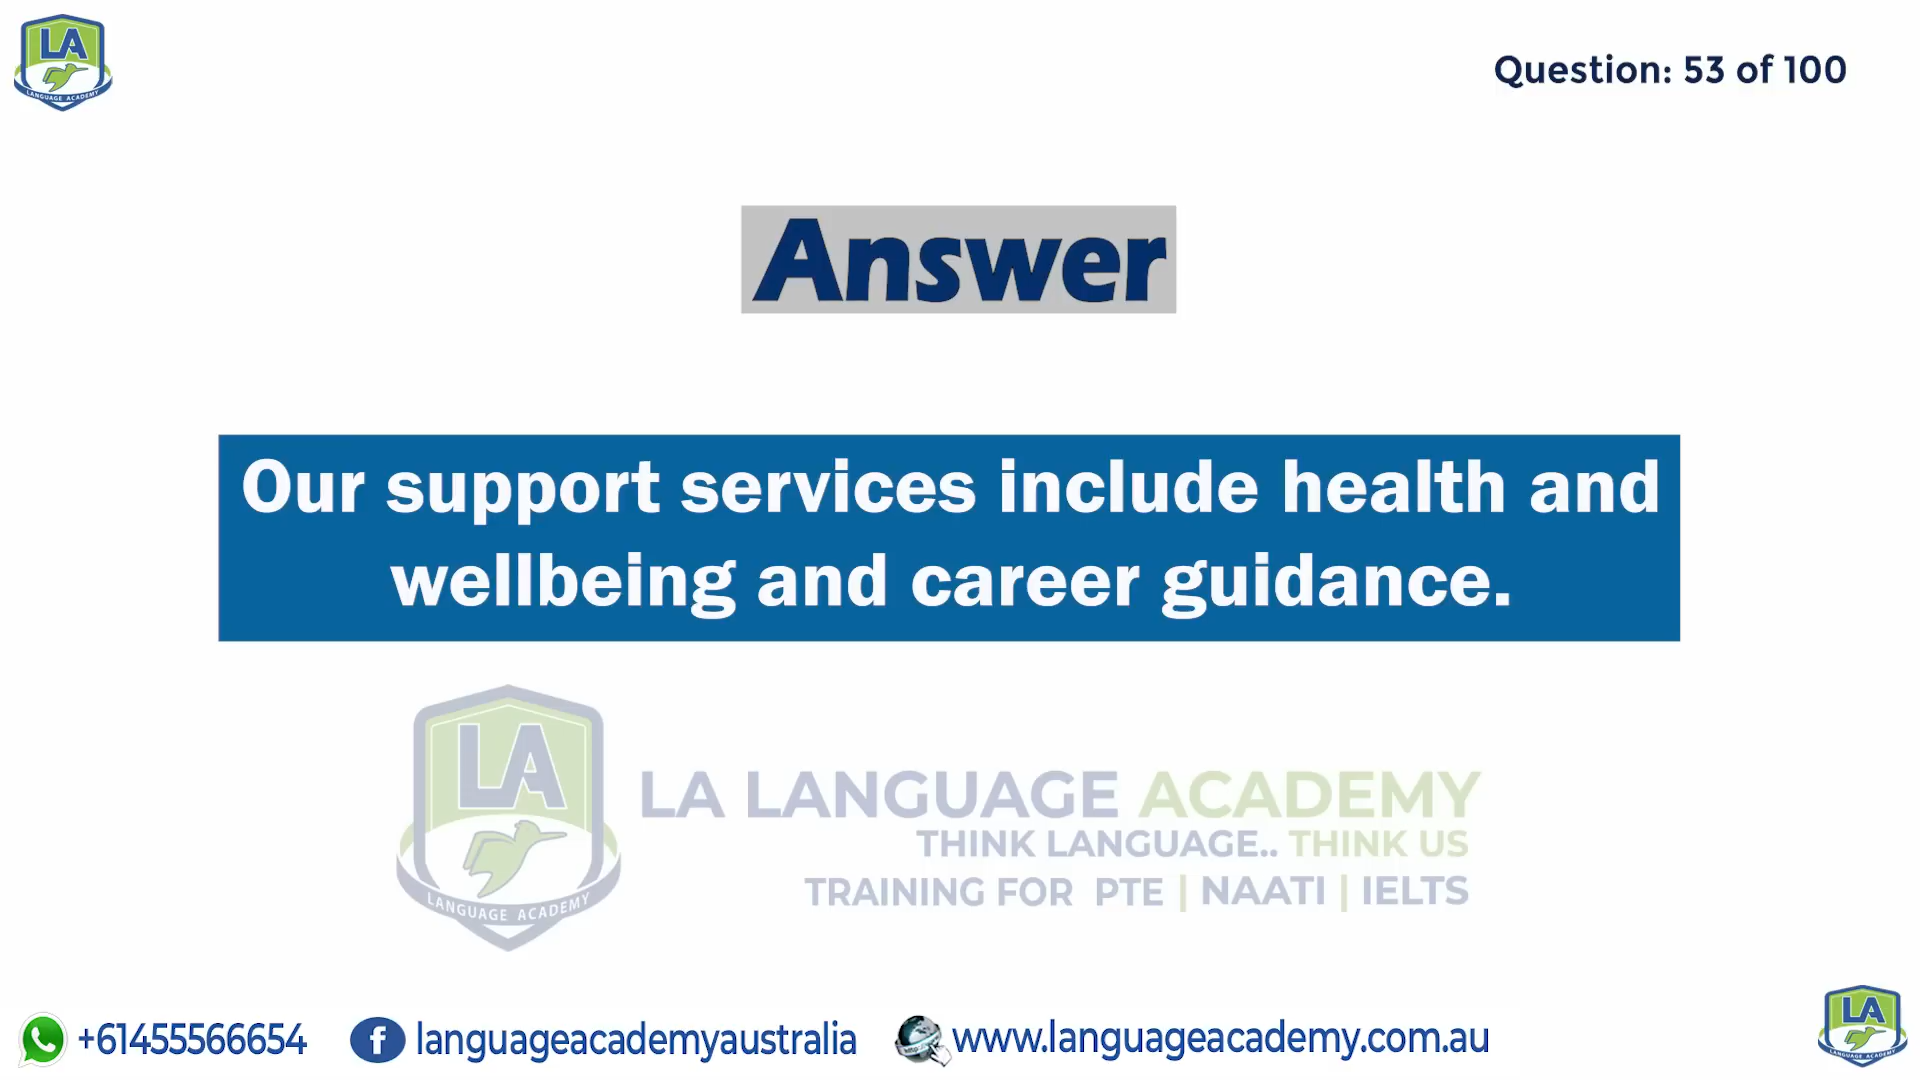 LA
LANGUAGE ACADEMY
Question: 53 of 100
Answer
Our support services include health and
wellbeing and career guidance.
LA
LANGUAGE ACADEMY
LA LANGUAGE ACADEMY
THINK LANGUAGE.. THINK US
TRAINING FOR PTE | NAATI | IELTS
+61455566654
f
languageacademyaustralia
www.languageacademy.com.au
LA
LANGUAGE ACADEMY